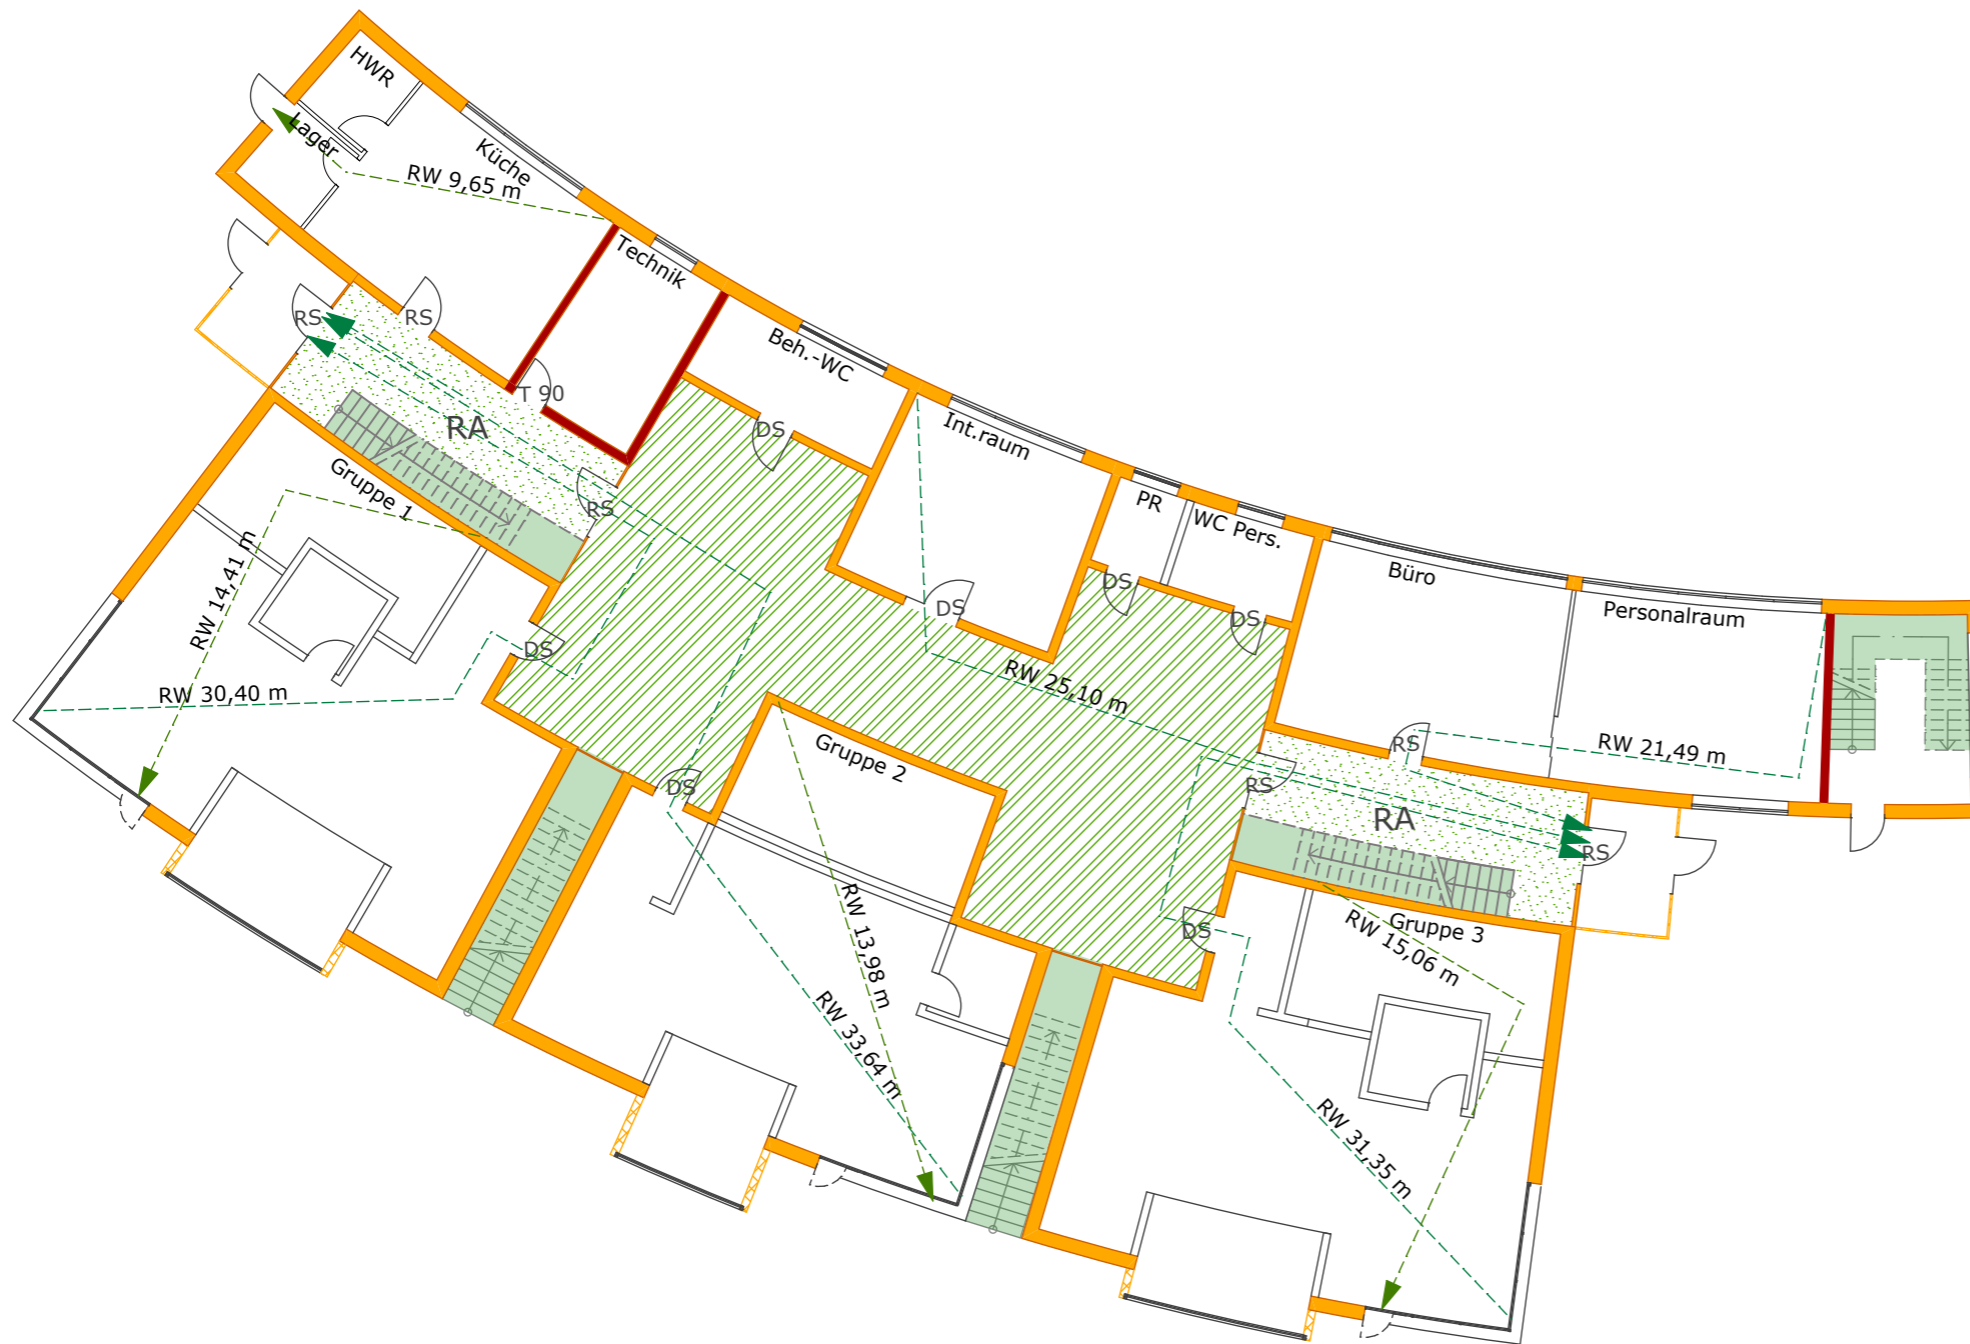 HWR
Lager
Küche
RW 9,65 m
Technik
RS
RS
T 90
Beh.-WC
DS
RA
Int.raum
Gruppe 1
RS
PR
WC Pers.
RW 14,41 m
DS
DS
DS
DS
Büro
Personalraum
RW 30,40 m
RW 25,10 m
Gruppe 2
DS
RS
RS
RW 21,49 m
RA
RS
RW 13,98 m
DS
Gruppe 3
RW 15,06 m
RW 33,64 m
RW 31,35 m